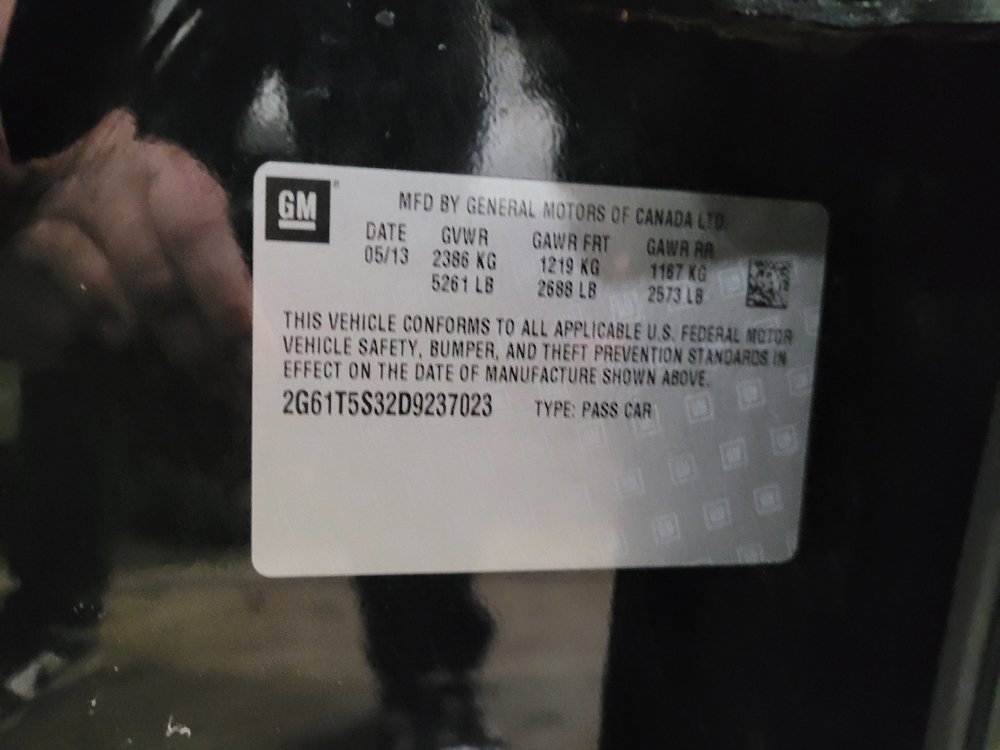 GM
MFD BY GENERAL MOTORS OF CANADA LTD.
DATE GVWR GAWR FRT GAWR RR
05/13 2386 KG 1219 KG 1167 KG
5261 LB 2688 LB 2573 LB
THIS VEHICLE CONFORMS TO ALL APPLICABLE U.S. FEDERAL MOTOR
VEHICLE SAFETY, BUMPER, AND THEFT PREVENTION STANDARDS IN
EFFECT ON THE DATE OF MANUFACTURE SHOWN ABOVE.
2G61T5S32D9237023 TYPE: PASS CAR